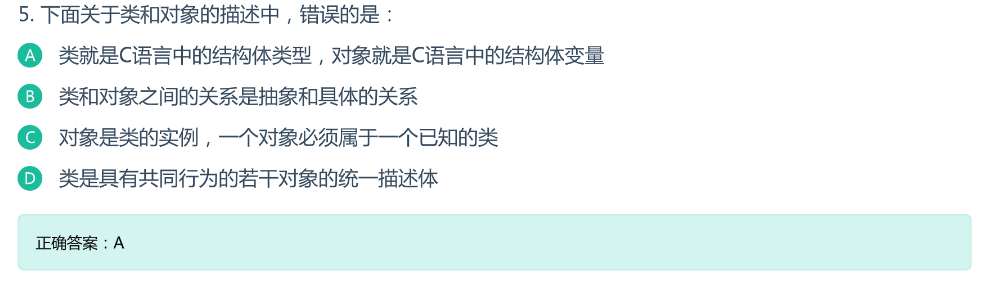 5. 下面关于类和对象的描述中，错误的是：
A 类就是C语言中的结构体类型，对象就是C语言中的结构体变量
B 类和对象之间的关系是抽象和具体的关系
C 对象是类的实例，一个对象必须属于一个已知的类
D 类是具有共同行为的若干对象的统一描述体
正确答案：A